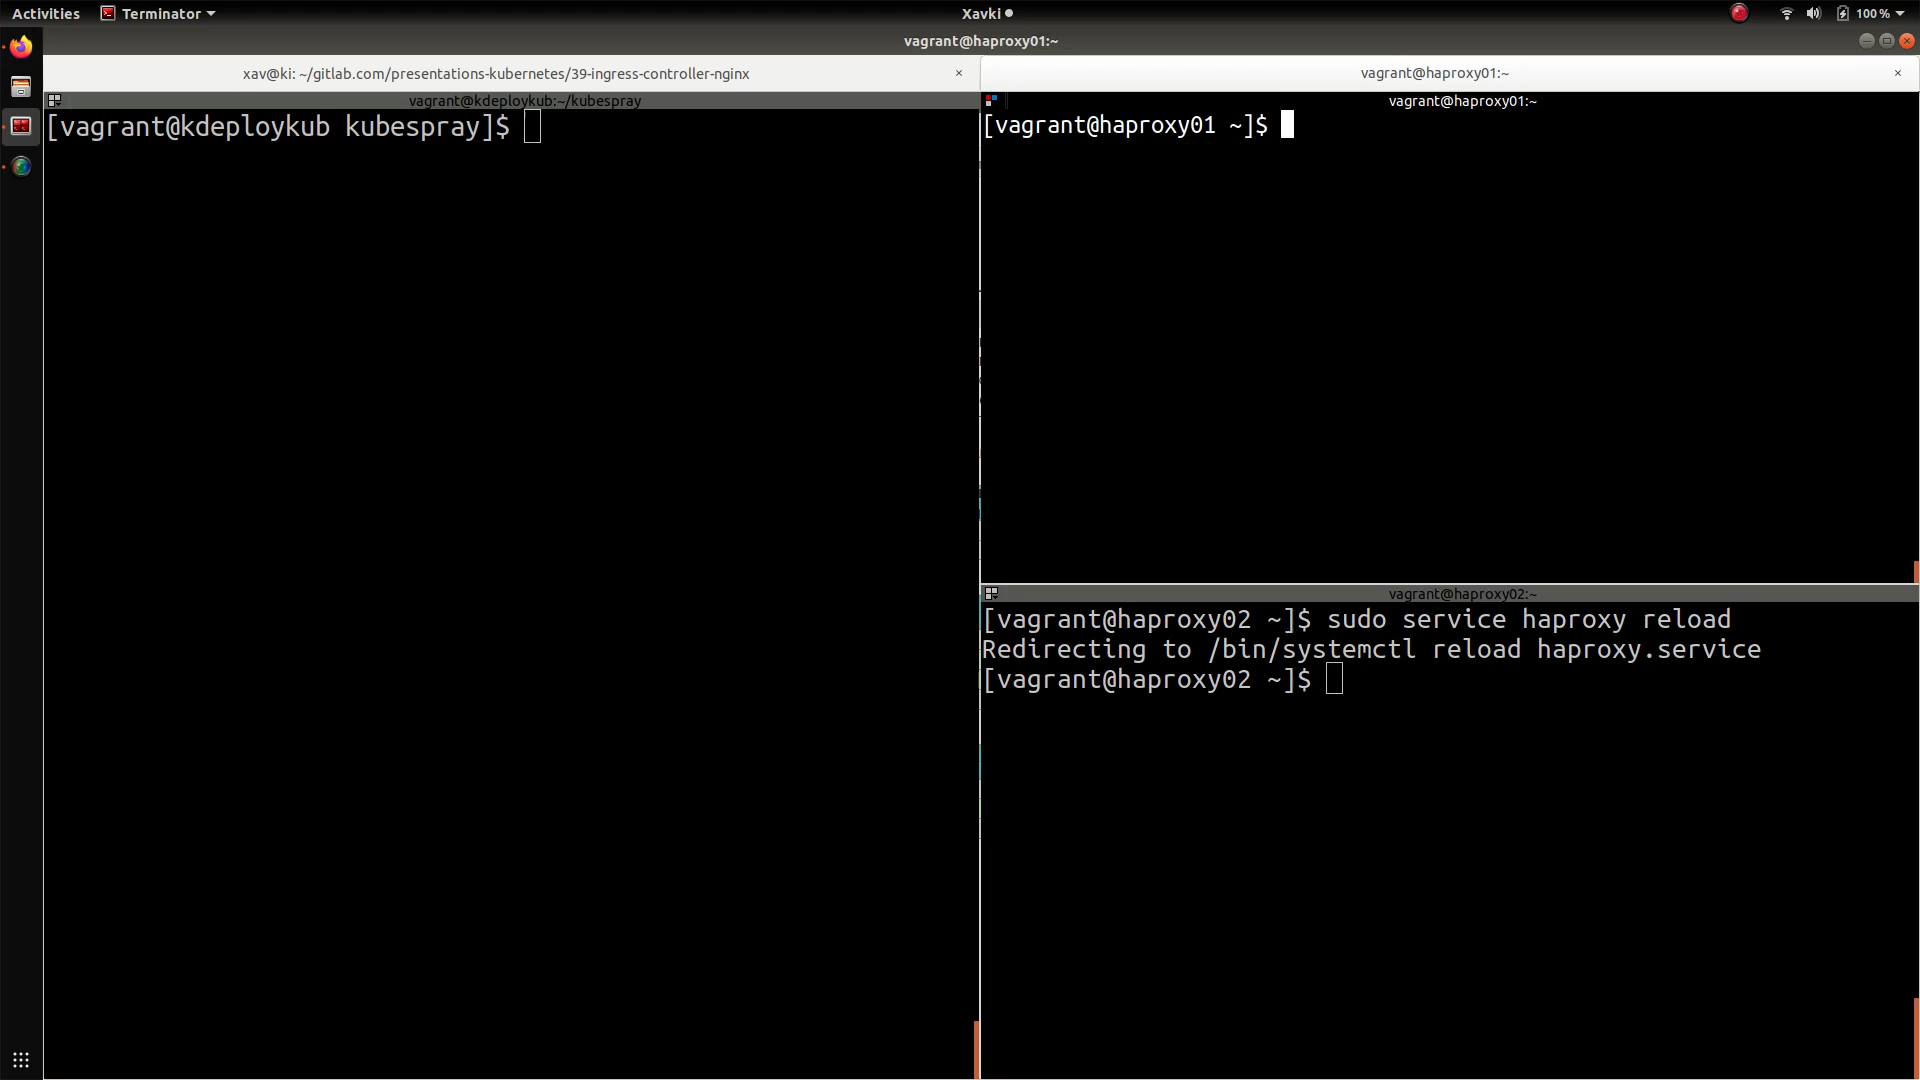 Activities Terminator Xavki 100 %
vagrant@haproxy01:~
xav@ki: ~/gitlab.com/presentations-kubernetes/39-ingress-controller-nginx × vagrant@haproxy01:~ ×
vagrant@kdeploykub:~/kubespray
[vagrant@kdeploykub kubespray]$
vagrant@haproxy01:~
[vagrant@haproxy01 ~]$
vagrant@haproxy02:~
[vagrant@haproxy02 ~]$ sudo service haproxy reload
Redirecting to /bin/systemctl reload haproxy.service
[vagrant@haproxy02 ~]$